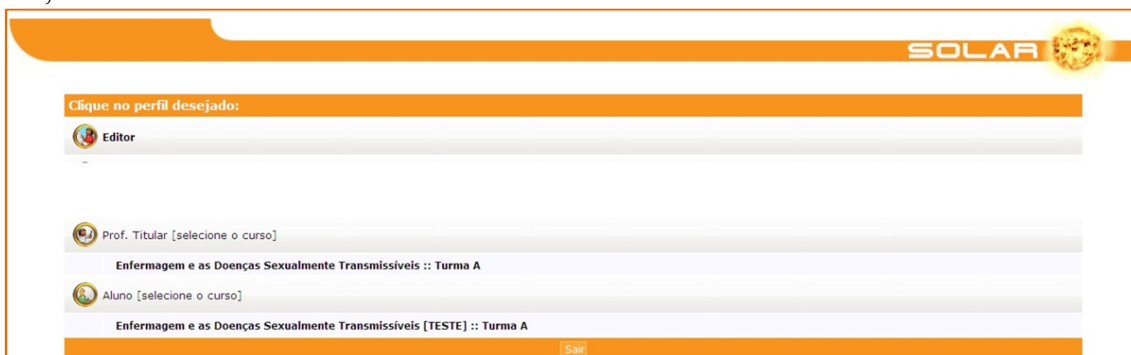 SOLAR
Clique no perfil desejado:
Editor
Prof. Titular [selecione o curso]
Enfermagem e as Doenças Sexualmente Transmissíveis :: Turma A
Aluno [selecione o curso]
Enfermagem e as Doenças Sexualmente Transmissíveis [TESTE] :: Turma A
Sair